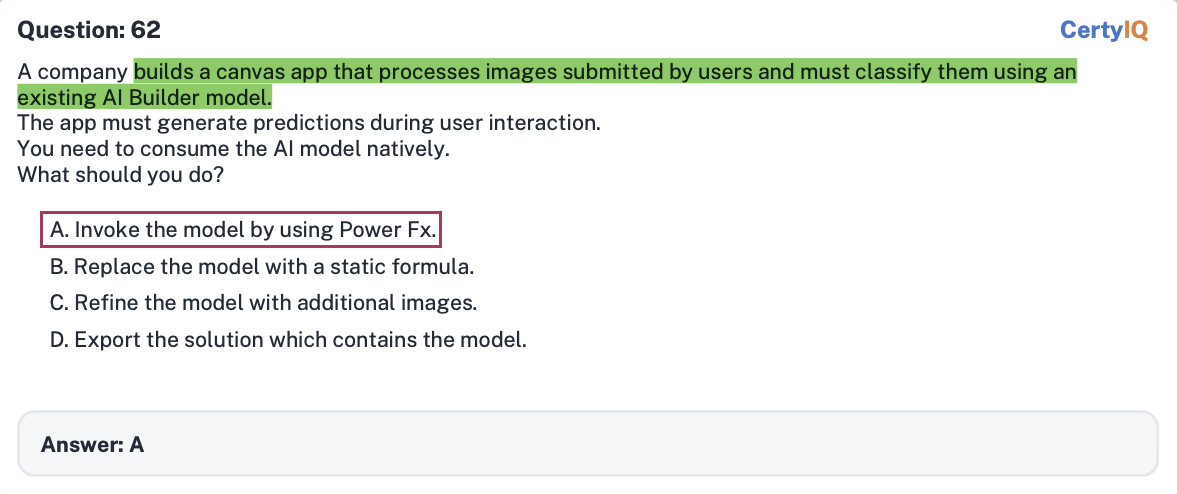 Question: 62
CertyIQ
A company builds a canvas app that processes images submitted by users and must classify them using an
existing AI Builder model.
The app must generate predictions during user interaction.
You need to consume the AI model natively.
What should you do?
A. Invoke the model by using Power Fx.
B. Replace the model with a static formula.
C. Refine the model with additional images.
D. Export the solution which contains the model.
Answer: A